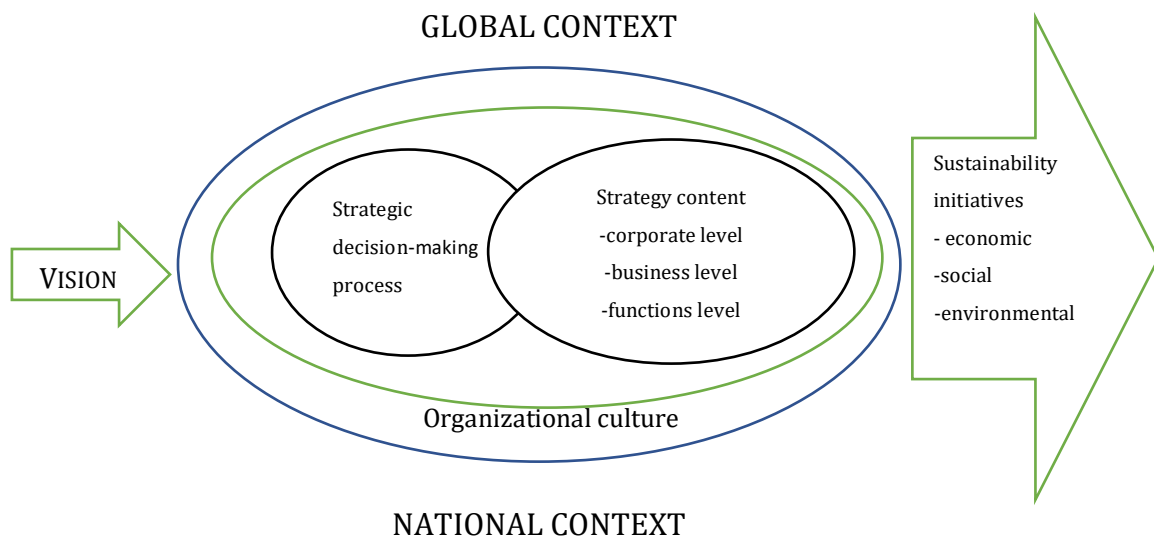 GLOBAL CONTEXT
VISION
Strategic
decision-making
process
Strategy content
-corporate level
-business level
-functions level
Organizational culture
Sustainability
initiatives
- economic
-social
-environmental
NATIONAL CONTEXT